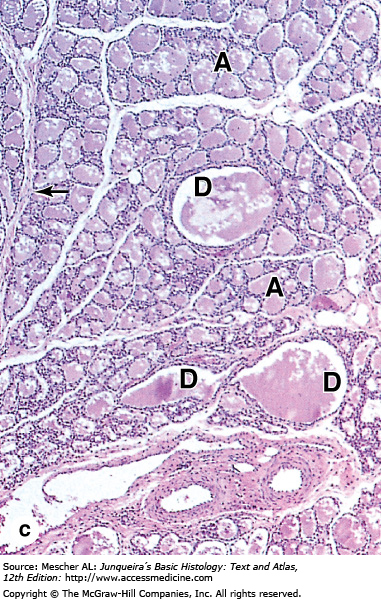 A
D
A
D
D
c
Source: Mescher AL: Junqueira´s Basic Histology: Text and Atlas,
12th Edition: http://www.accessmedicine.com
Copyright © The McGraw-Hill Companies, Inc. All rights reserved.